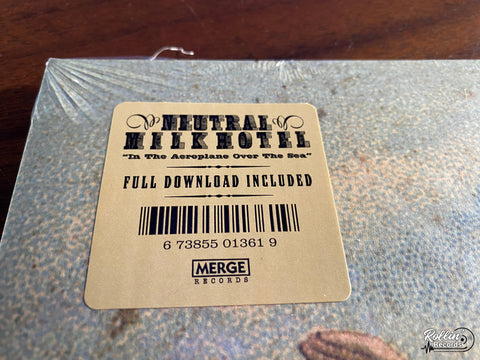 NEUTRAL
MILK HOTEL
"In The Aeroplane Over The Sea"
FULL DOWNLOAD INCLUDED
6 73855 01361 9
MERGE
RECORDS
Rollin'
Records